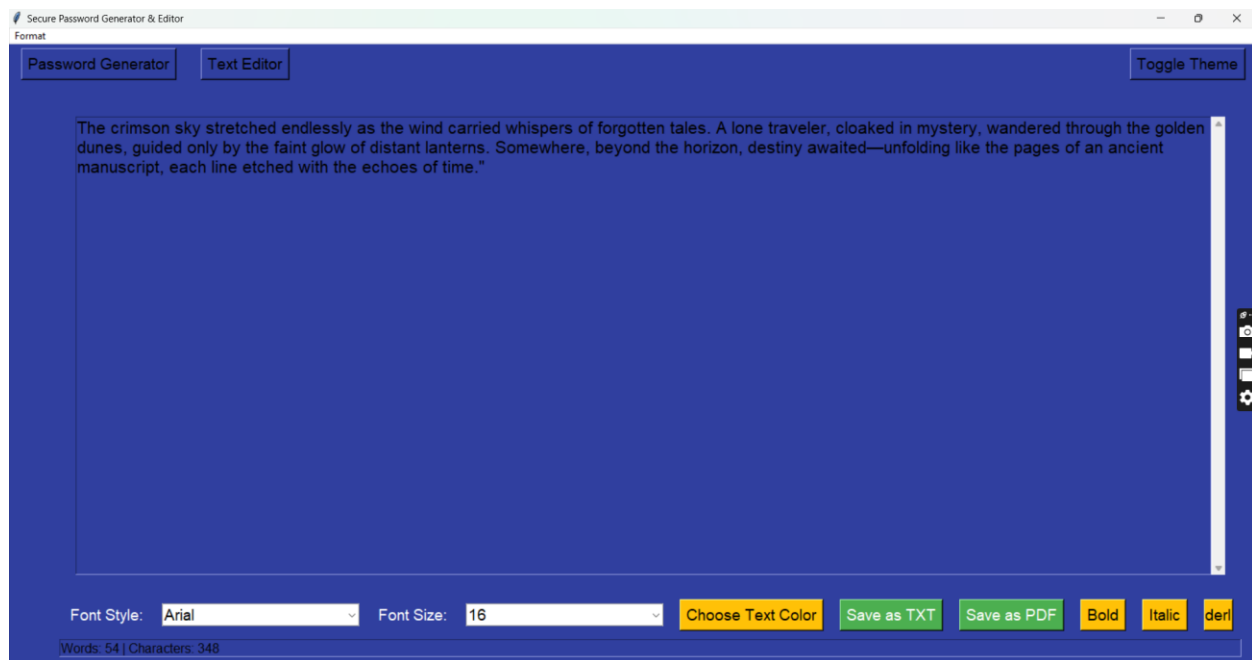 Secure Password Generator & Editor
Format
Password Generator Text Editor Toggle Theme
The crimson sky stretched endlessly as the wind carried whispers of forgotten tales. A lone traveler, cloaked in mystery, wandered through the golden
dunes, guided only by the faint glow of distant lanterns. Somewhere, beyond the horizon, destiny awaited—unfolding like the pages of an ancient
manuscript, each line etched with the echoes of time."
Font Style: Arial Font Size: 16 Choose Text Color Save as TXT Save as PDF Bold Italic derl
Words: 54 | Characters: 348